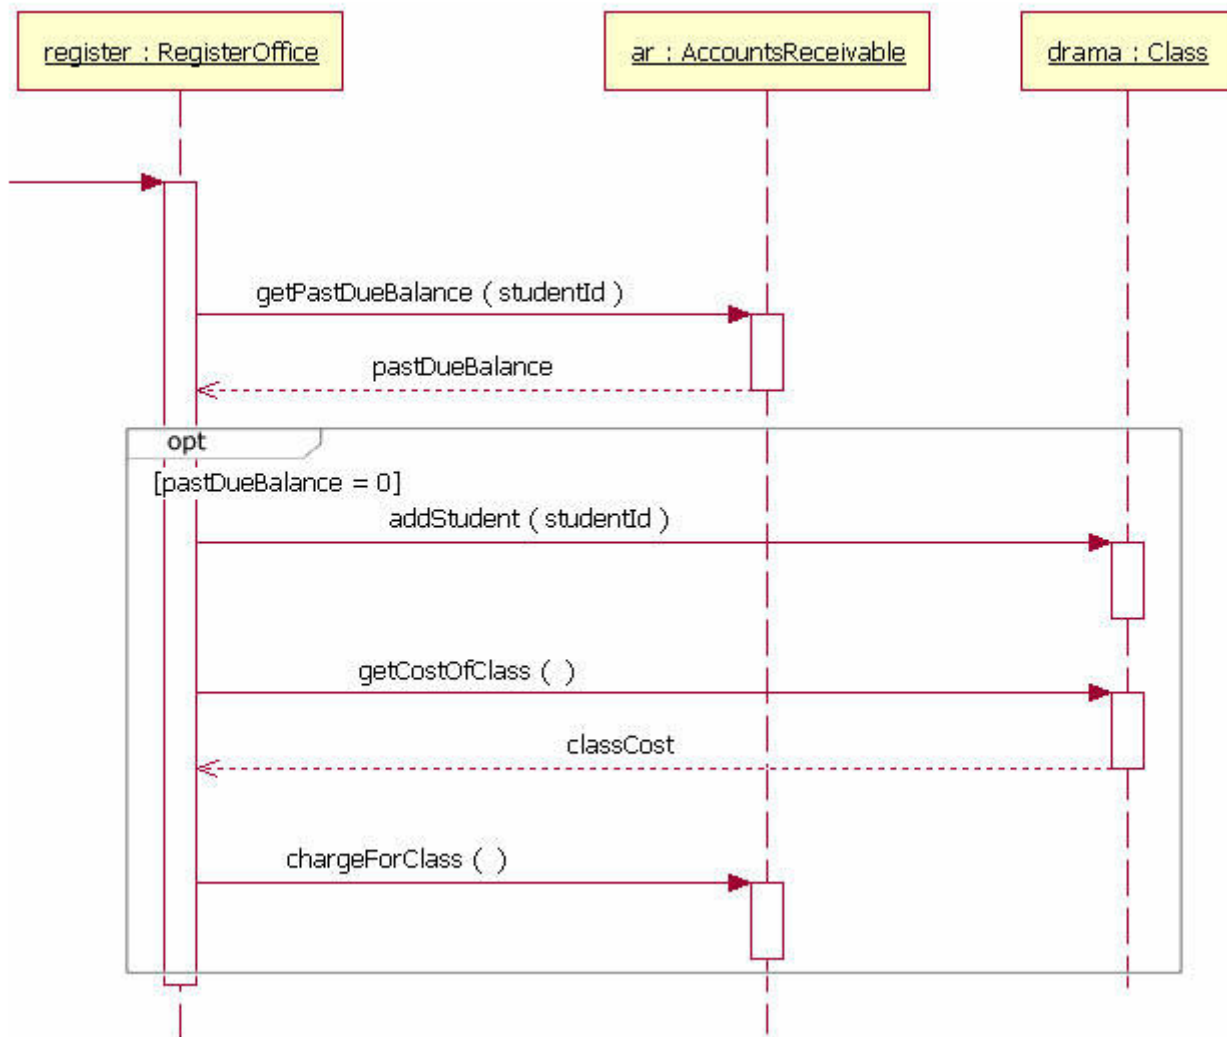 register : RegisterOffice
ar : AccountsReceivable
drama : Class
getPastDueBalance ( studentId )
pastDueBalance
opt
[pastDueBalance = 0]
addStudent ( studentId )
getCostOfClass ( )
classCost
chargeForClass ( )